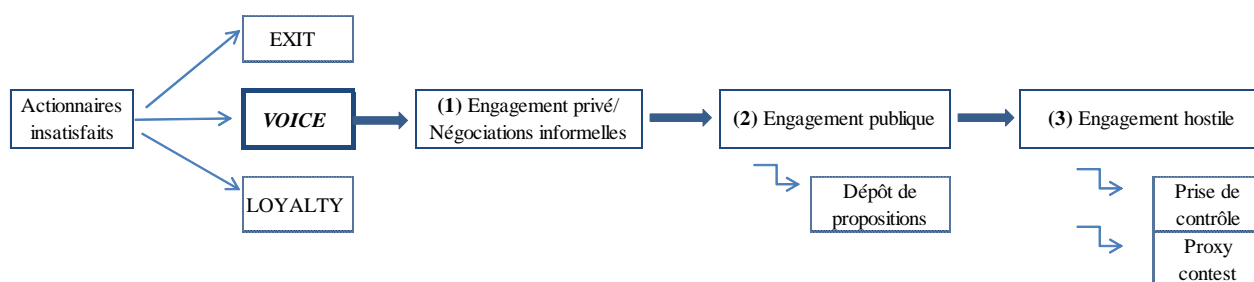 EXIT
Actionnaires
insatisfaits
VOICE
LOYALTY
(1) Engagement privé/
Négociations informelles
(2) Engagement publique
Dépôt de
propositions
(3) Engagement hostile
Prise de
contrôle
Proxy
contest